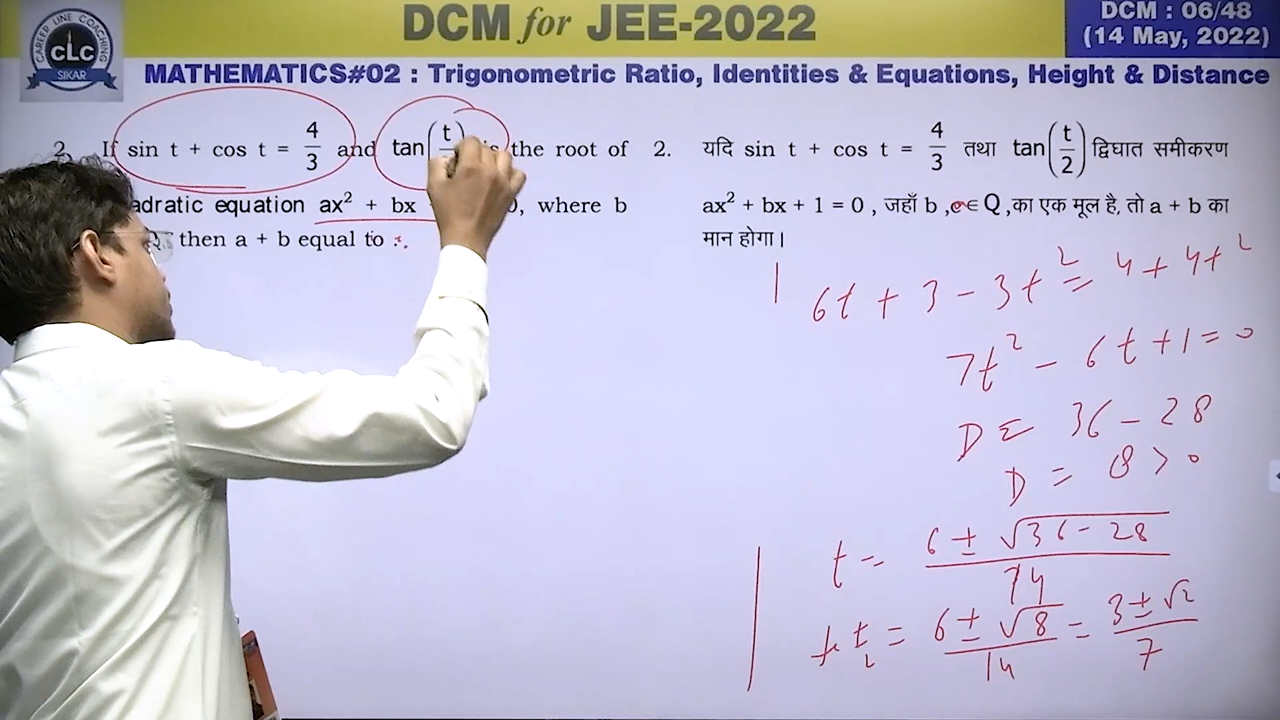 CAREER LINE COACHING
CLC
SIKAR
DCM for JEE-2022
DCM : 06/48
(14 May, 2022)
MATHEMATICS#02 : Trigonometric Ratio, Identities & Equations, Height & Distance
2. If sin t + cos t = 4/3 and tan(t the root of
adratic equation ax² + bx 0, where b
Q, then a + b equal to :
2. यदि sin t + cos t = 4/3 तथा tan(t/2) द्विघात समीकरण
ax² + bx + 1 = 0 , जहाँ b , ∈ Q ,का एक मूल है, तो a + b का
मान होगा।
6t + 3 - 3t² = 4 + 4t²
7t² - 6t + 1 = 0
D = 36 - 28
D = 8 > 0
t = 6 ± √36 - 28 / 14
t = 6 ± √8 / 14 = 3 ± √2 / 7